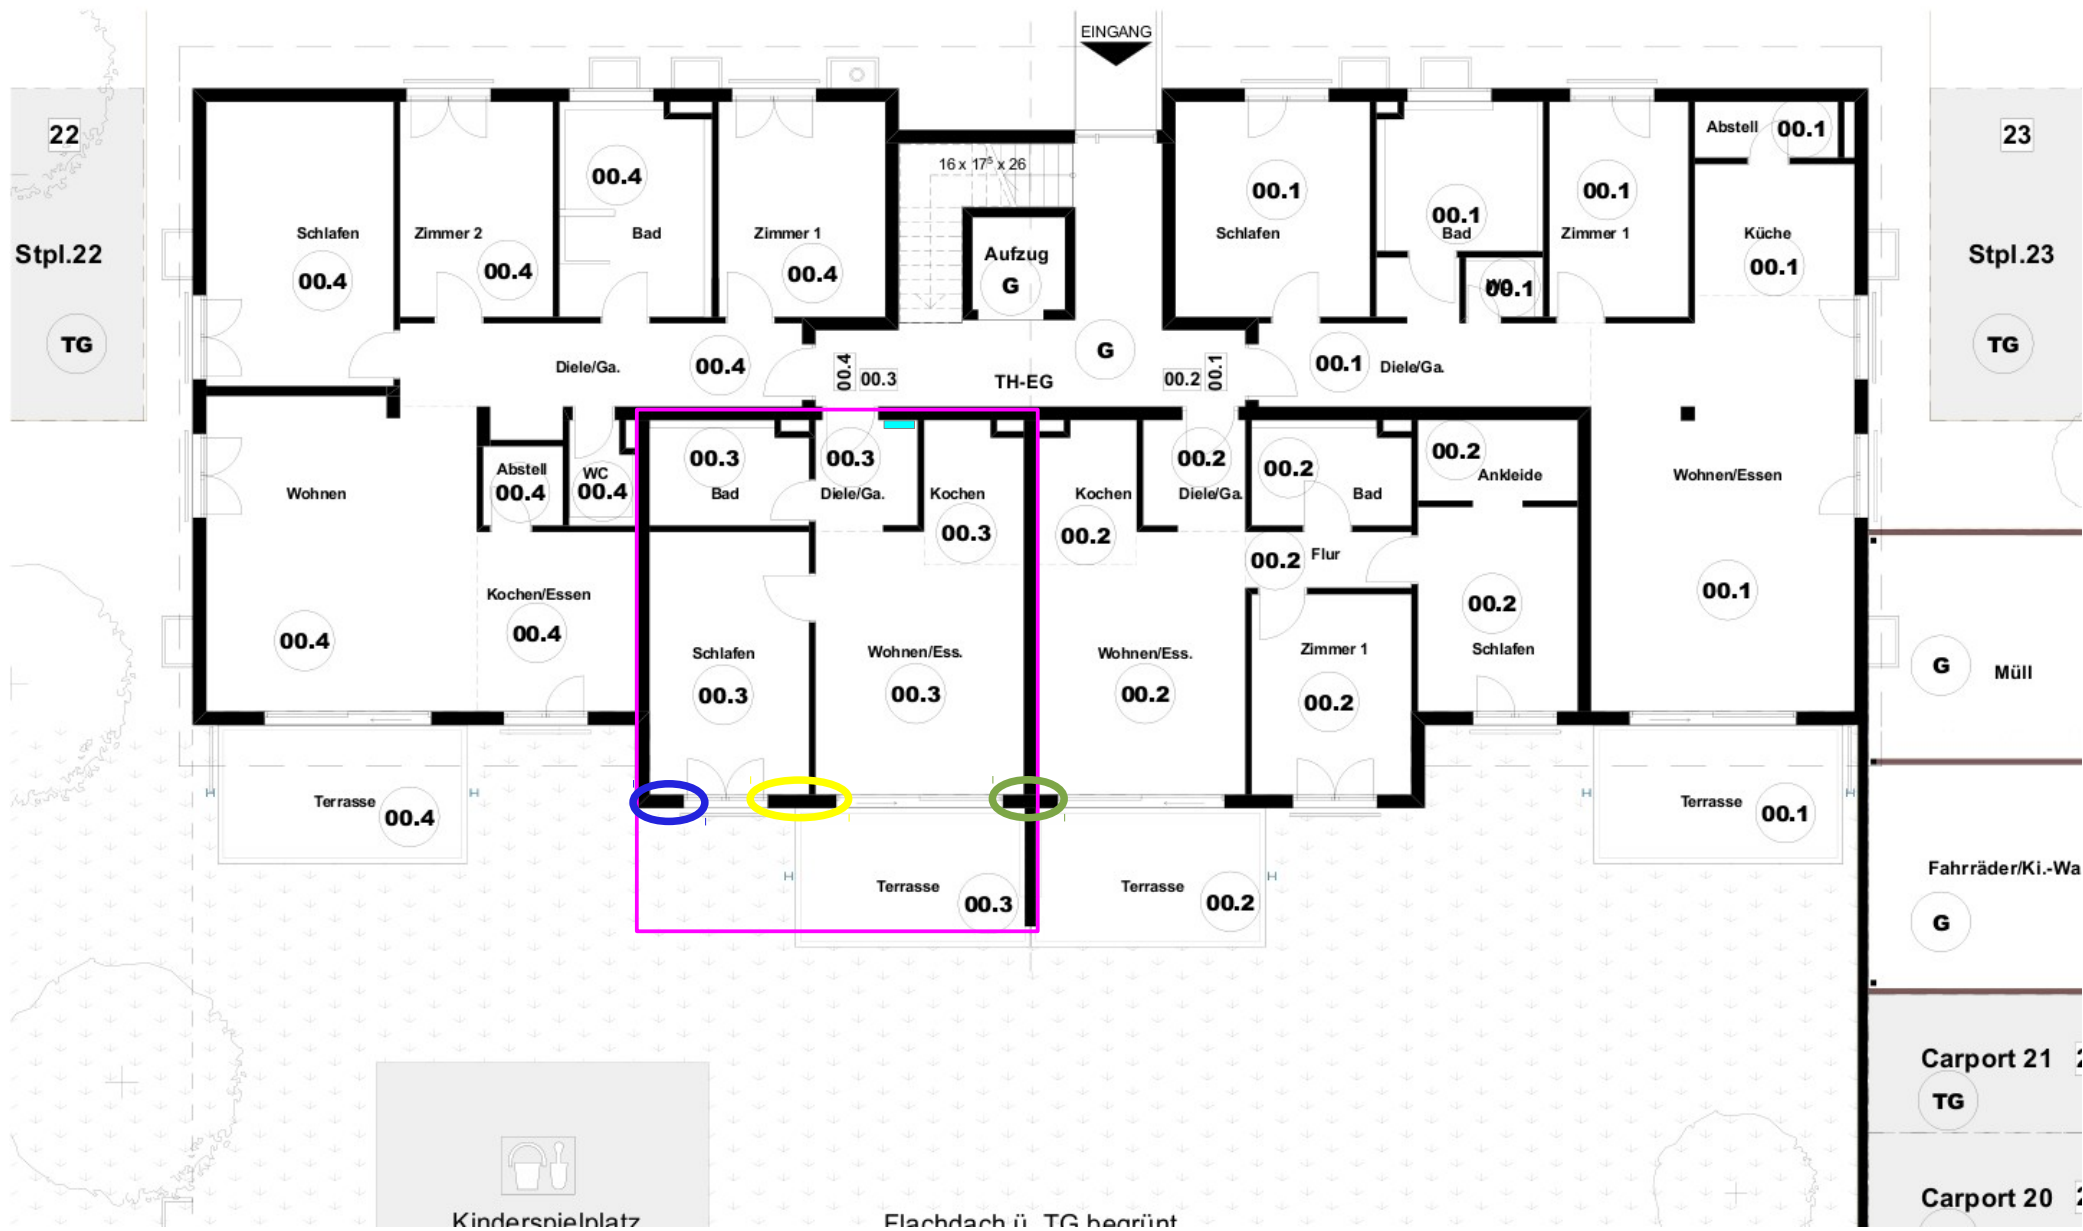 EINGANG
22
00.4
16 x 17⁵ x 26
00.1
Abstell
00.1
23
00.1
00.1
Schlafen
Zimmer 2
Bad
Zimmer 1
Schlafen
Bad
Zimmer 1
Küche
Stpl.22
00.4
00.4
00.4
Aufzug
G
00.1
00.1
Stpl.23
TG
Diele/Ga.
00.4
00.4
00.3
TH-EG
G
00.2
00.1
00.1
Diele/Ga.
TG
Wohnen
Abstell
00.4
WC
00.4
00.3
Bad
00.3
Diele/Ga.
Kochen
00.3
Kochen
00.2
00.2
Diele/Ga.
00.2
Bad
00.2
Ankleide
Wohnen/Essen
00.2
Flur
Kochen/Essen
00.4
00.4
Schlafen
00.3
Wohnen/Ess.
00.3
Wohnen/Ess.
00.2
Zimmer 1
00.2
00.2
Schlafen
00.1
G
Müll
Terrasse
00.4
Terrasse
00.3
Terrasse
00.2
Terrasse
00.1
Fahrräder/Ki.-Wa
G
Carport 21
TG
Carport 20
Kinderspielplatz
Flachdach ü. TG begrünt